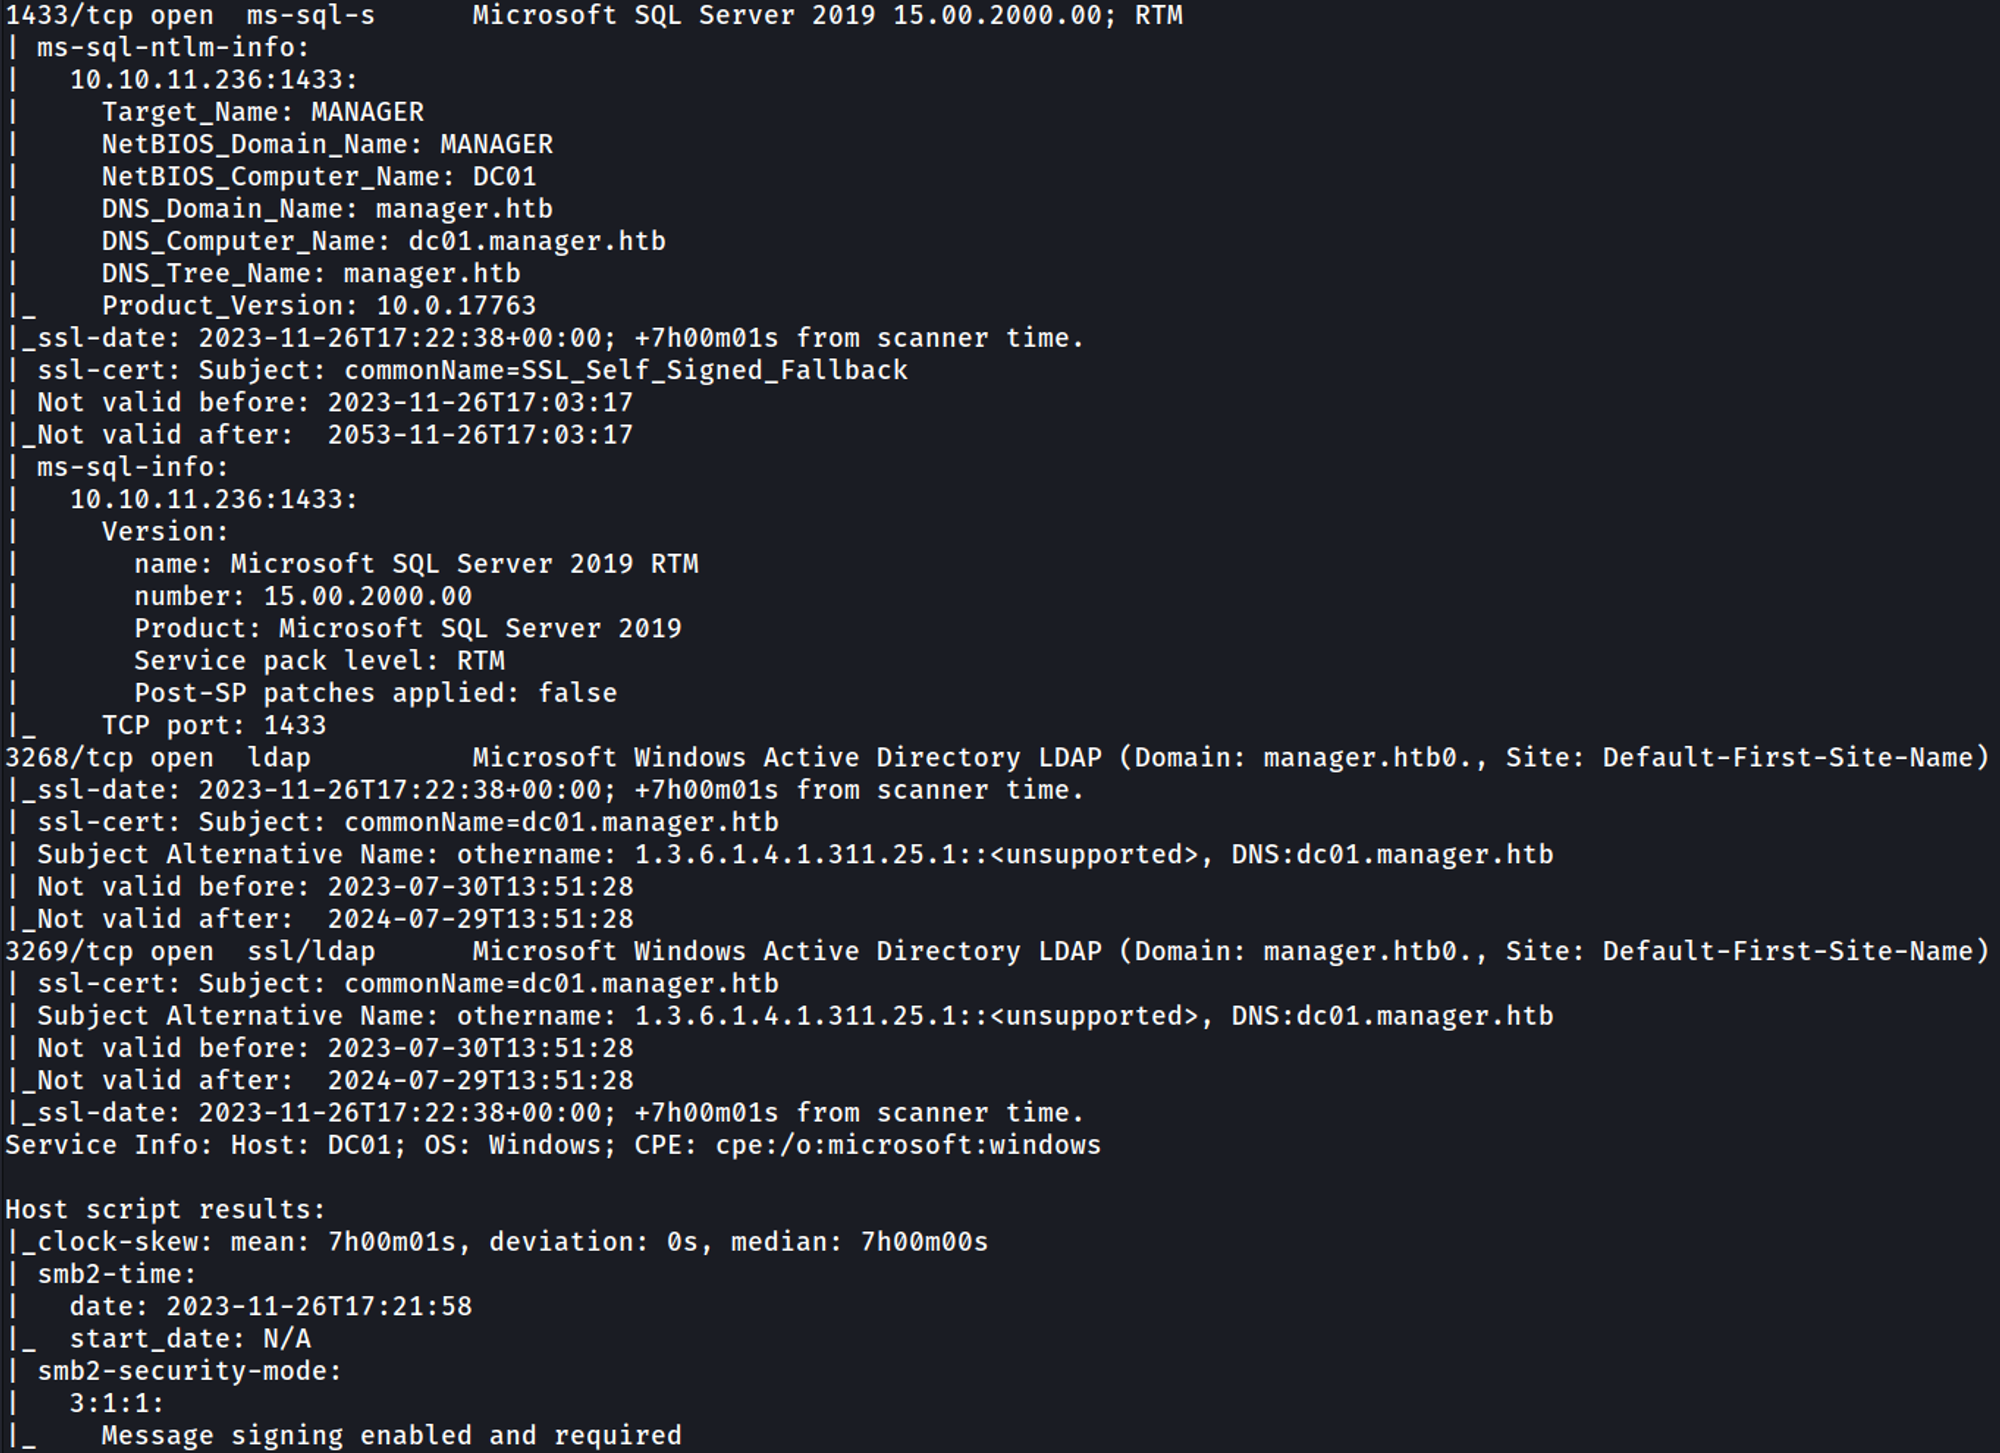 1433/tcp open  ms-sql-s      Microsoft SQL Server 2019 15.00.2000.00; RTM
| ms-sql-ntlm-info:
|   10.10.11.236:1433:
|     Target_Name: MANAGER
|     NetBIOS_Domain_Name: MANAGER
|     NetBIOS_Computer_Name: DC01
|     DNS_Domain_Name: manager.htb
|     DNS_Computer_Name: dc01.manager.htb
|     DNS_Tree_Name: manager.htb
|_    Product_Version: 10.0.17763
|_ssl-date: 2023-11-26T17:22:38+00:00; +7h00m01s from scanner time.
| ssl-cert: Subject: commonName=SSL_Self_Signed_Fallback
| Not valid before: 2023-11-26T17:03:17
|_Not valid after:  2053-11-26T17:03:17
| ms-sql-info:
|   10.10.11.236:1433:
|     Version:
|       name: Microsoft SQL Server 2019 RTM
|       number: 15.00.2000.00
|       Product: Microsoft SQL Server 2019
|       Service pack level: RTM
|       Post-SP patches applied: false
|_    TCP port: 1433
3268/tcp open  ldap          Microsoft Windows Active Directory LDAP (Domain: manager.htb0., Site: Default-First-Site-Name)
|_ssl-date: 2023-11-26T17:22:38+00:00; +7h00m01s from scanner time.
| ssl-cert: Subject: commonName=dc01.manager.htb
| Subject Alternative Name: othername: 1.3.6.1.4.1.311.25.1::<unsupported>, DNS:dc01.manager.htb
| Not valid before: 2023-07-30T13:51:28
|_Not valid after:  2024-07-29T13:51:28
3269/tcp open  ssl/ldap      Microsoft Windows Active Directory LDAP (Domain: manager.htb0., Site: Default-First-Site-Name)
| ssl-cert: Subject: commonName=dc01.manager.htb
| Subject Alternative Name: othername: 1.3.6.1.4.1.311.25.1::<unsupported>, DNS:dc01.manager.htb
| Not valid before: 2023-07-30T13:51:28
|_Not valid after:  2024-07-29T13:51:28
|_ssl-date: 2023-11-26T17:22:38+00:00; +7h00m01s from scanner time.
Service Info: Host: DC01; OS: Windows; CPE: cpe:/o:microsoft:windows

Host script results:
|_clock-skew: mean: 7h00m01s, deviation: 0s, median: 7h00m00s
| smb2-time:
|   date: 2023-11-26T17:21:58
|_  start_date: N/A
| smb2-security-mode:
|   3:1:1:
|_    Message signing enabled and required